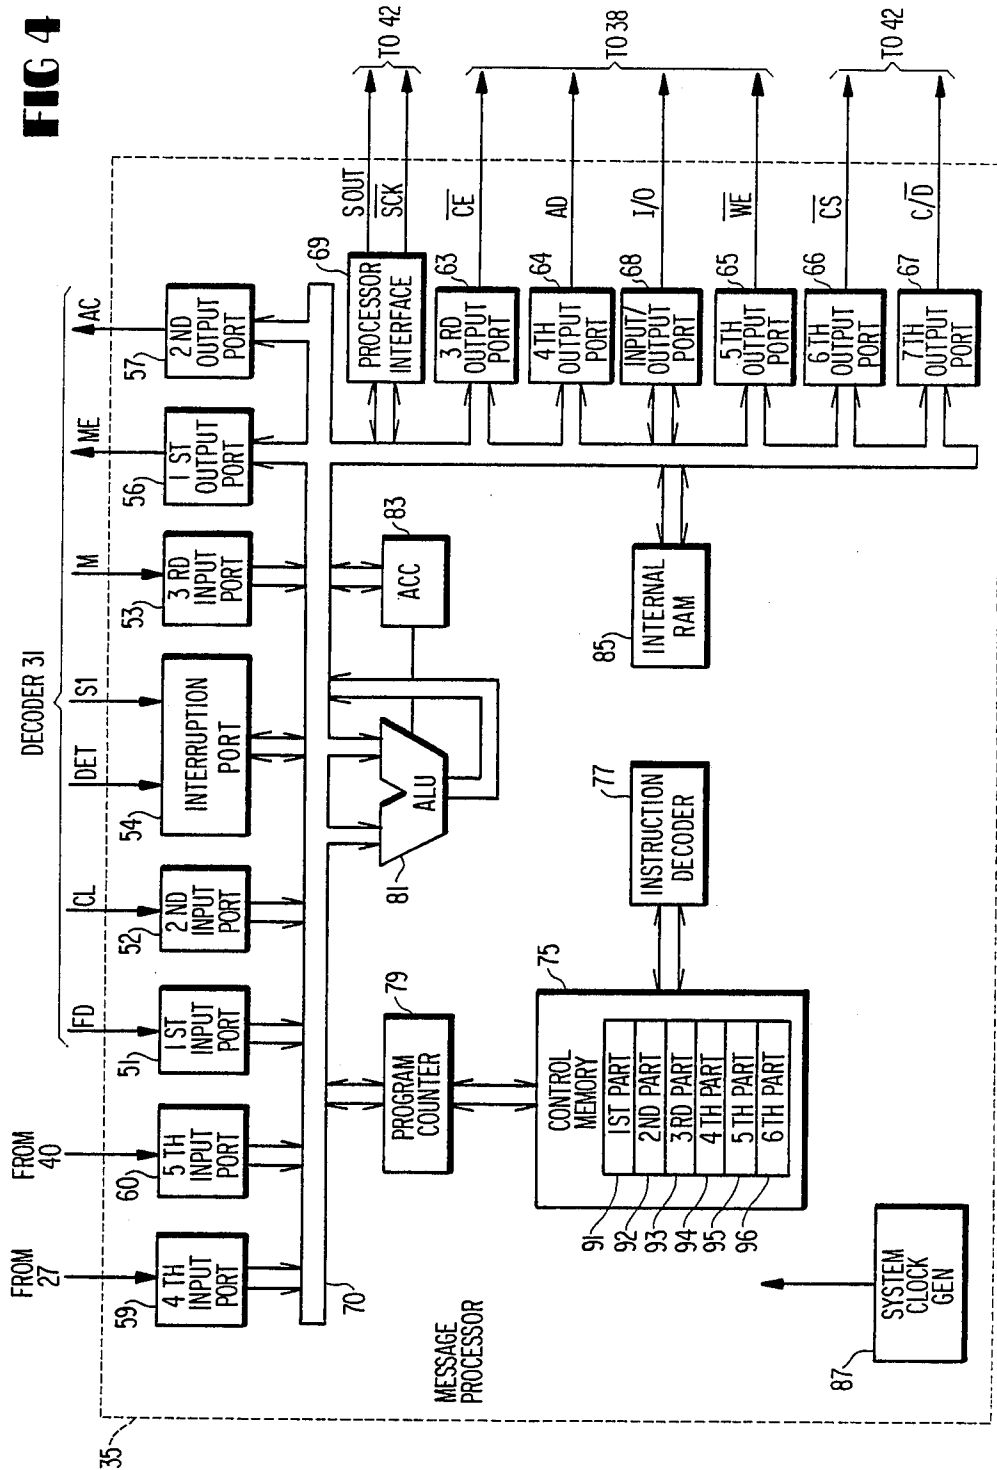 FIG 4
DECODER 31
FROM
27
FROM
40
FD
CL
DET
S1
M
ME
AC
35
59
4 TH
INPUT
PORT
60
5 TH
INPUT
PORT
51
1 ST
INPUT
PORT
52
2 ND
INPUT
PORT
54
INTERRUPTION
PORT
53
3 RD
INPUT
PORT
56
1 ST
OUTPUT
PORT
57
2 ND
OUTPUT
PORT
70
MESSAGE
PROCESSOR
79
PROGRAM
COUNTER
81
ALU
83
ACC
69
PROCESSOR
INTERFACE
S OUT
S̅C̅K̅
TO 42
63
3 RD
OUTPUT
PORT
C̅E̅
64
4 TH
OUTPUT
PORT
AD
68
INPUT/
OUTPUT
PORT
I/O
65
5 TH
OUTPUT
PORT
W̅E̅
TO 38
66
6 TH
OUTPUT
PORT
C̅S̅
67
7 TH
OUTPUT
PORT
C/D̅
TO 42
75
CONTROL
MEMORY
91
1ST PART
92
2ND PART
93
3RD PART
94
4TH PART
95
5TH PART
96
6TH PART
77
INSTRUCTION
DECODER
85
INTERNAL
RAM
87
SYSTEM
CLOCK
GEN